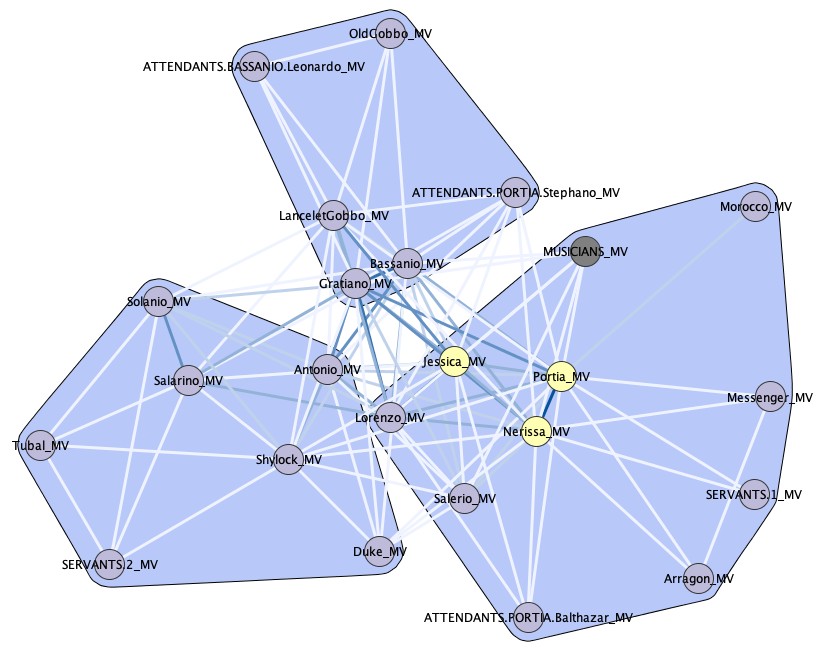 OldGobbo_MV
ATTENDANTS.BASSANIO.Leonardo_MV
ATTENDANTS.PORTIA.Stephano_MV
Morocco_MV
LanceletGobbo_MV
MUSICIANS_MV
Bassanio_MV
Gratiano_MV
Solanio_MV
Jessica_MV
Antonio_MV
Portia_MV
Salarino_MV
Messenger_MV
Lorenzo_MV
Nerissa_MV
Tubal_MV
Shylock_MV
SERVANTS.1_MV
Salerio_MV
Duke_MV
SERVANTS.2_MV
Arragon_MV
ATTENDANTS.PORTIA.Balthazar_MV